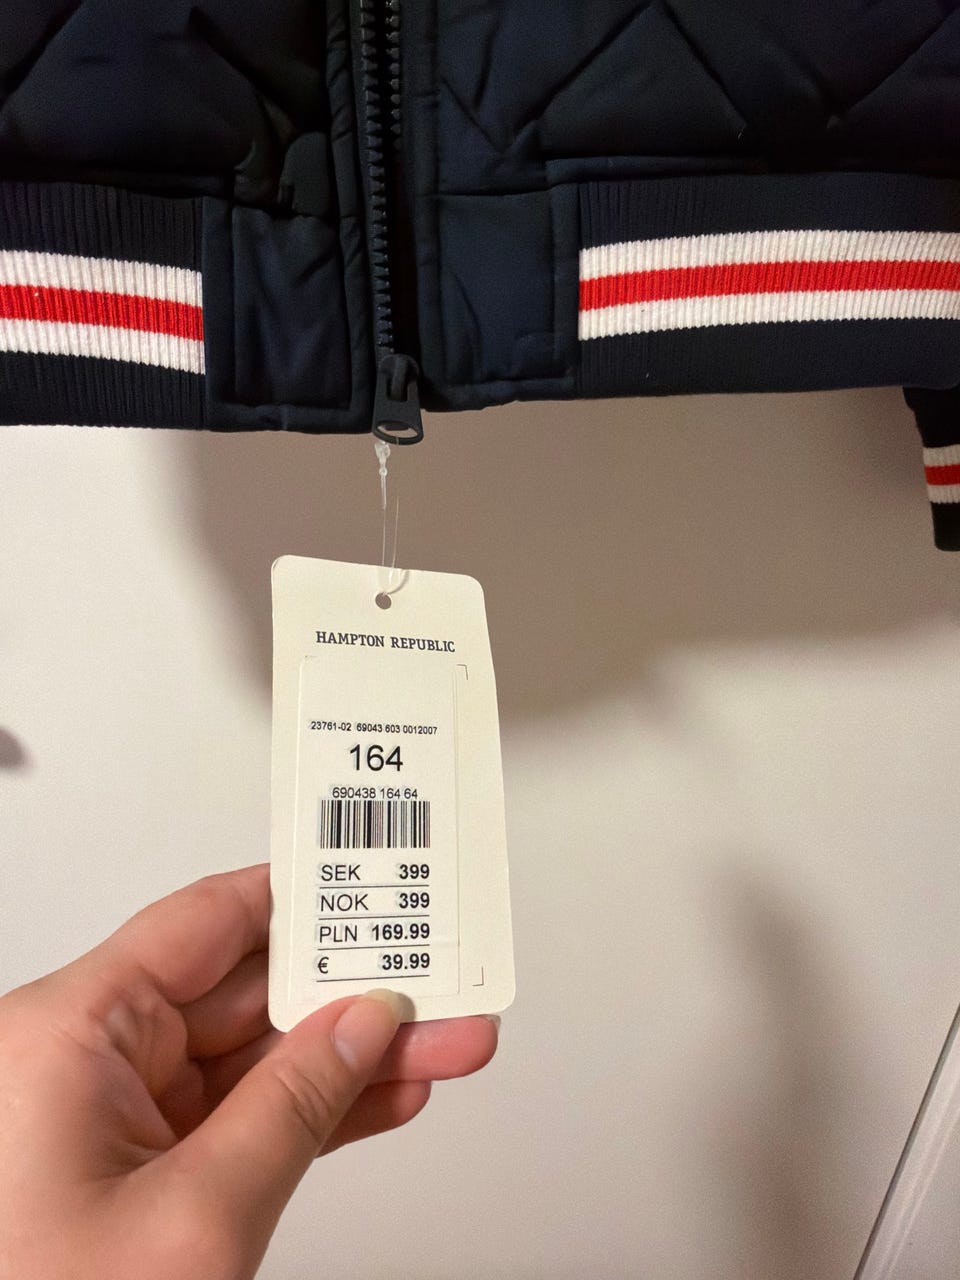 HAMPTON REPUBLIC
23761-02 69043 603 0012007
164
690438 164 64
SEK 399
NOK 399
PLN 169.99
€ 39.99